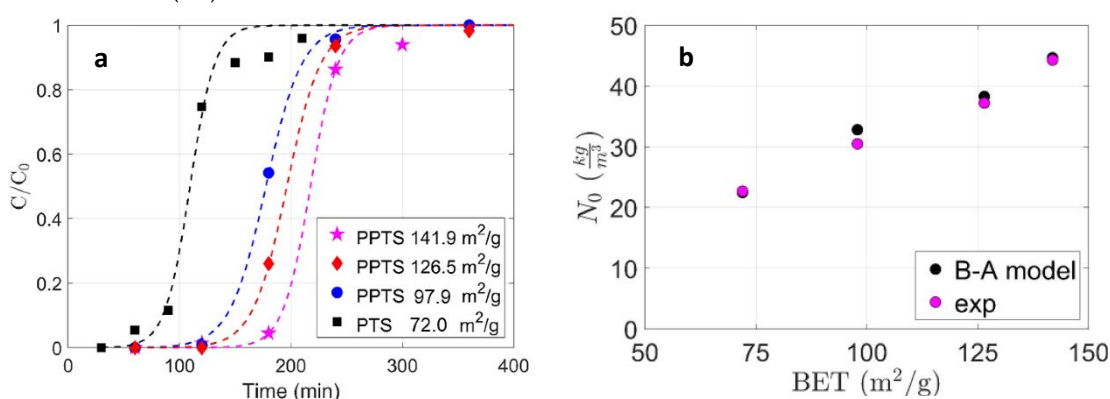 a
1
0.8
0.6
0.4
0.2
0
C/C₀
0 100 200 300 400
Time (min)
PPTS 141.9 m²/g
PPTS 126.5 m²/g
PPTS 97.9 m²/g
PTS 72.0 m²/g
b
50
40
30
20
10
0
N₀ (kg/m³)
50 75 100 125 150
BET (m²/g)
B-A model
exp